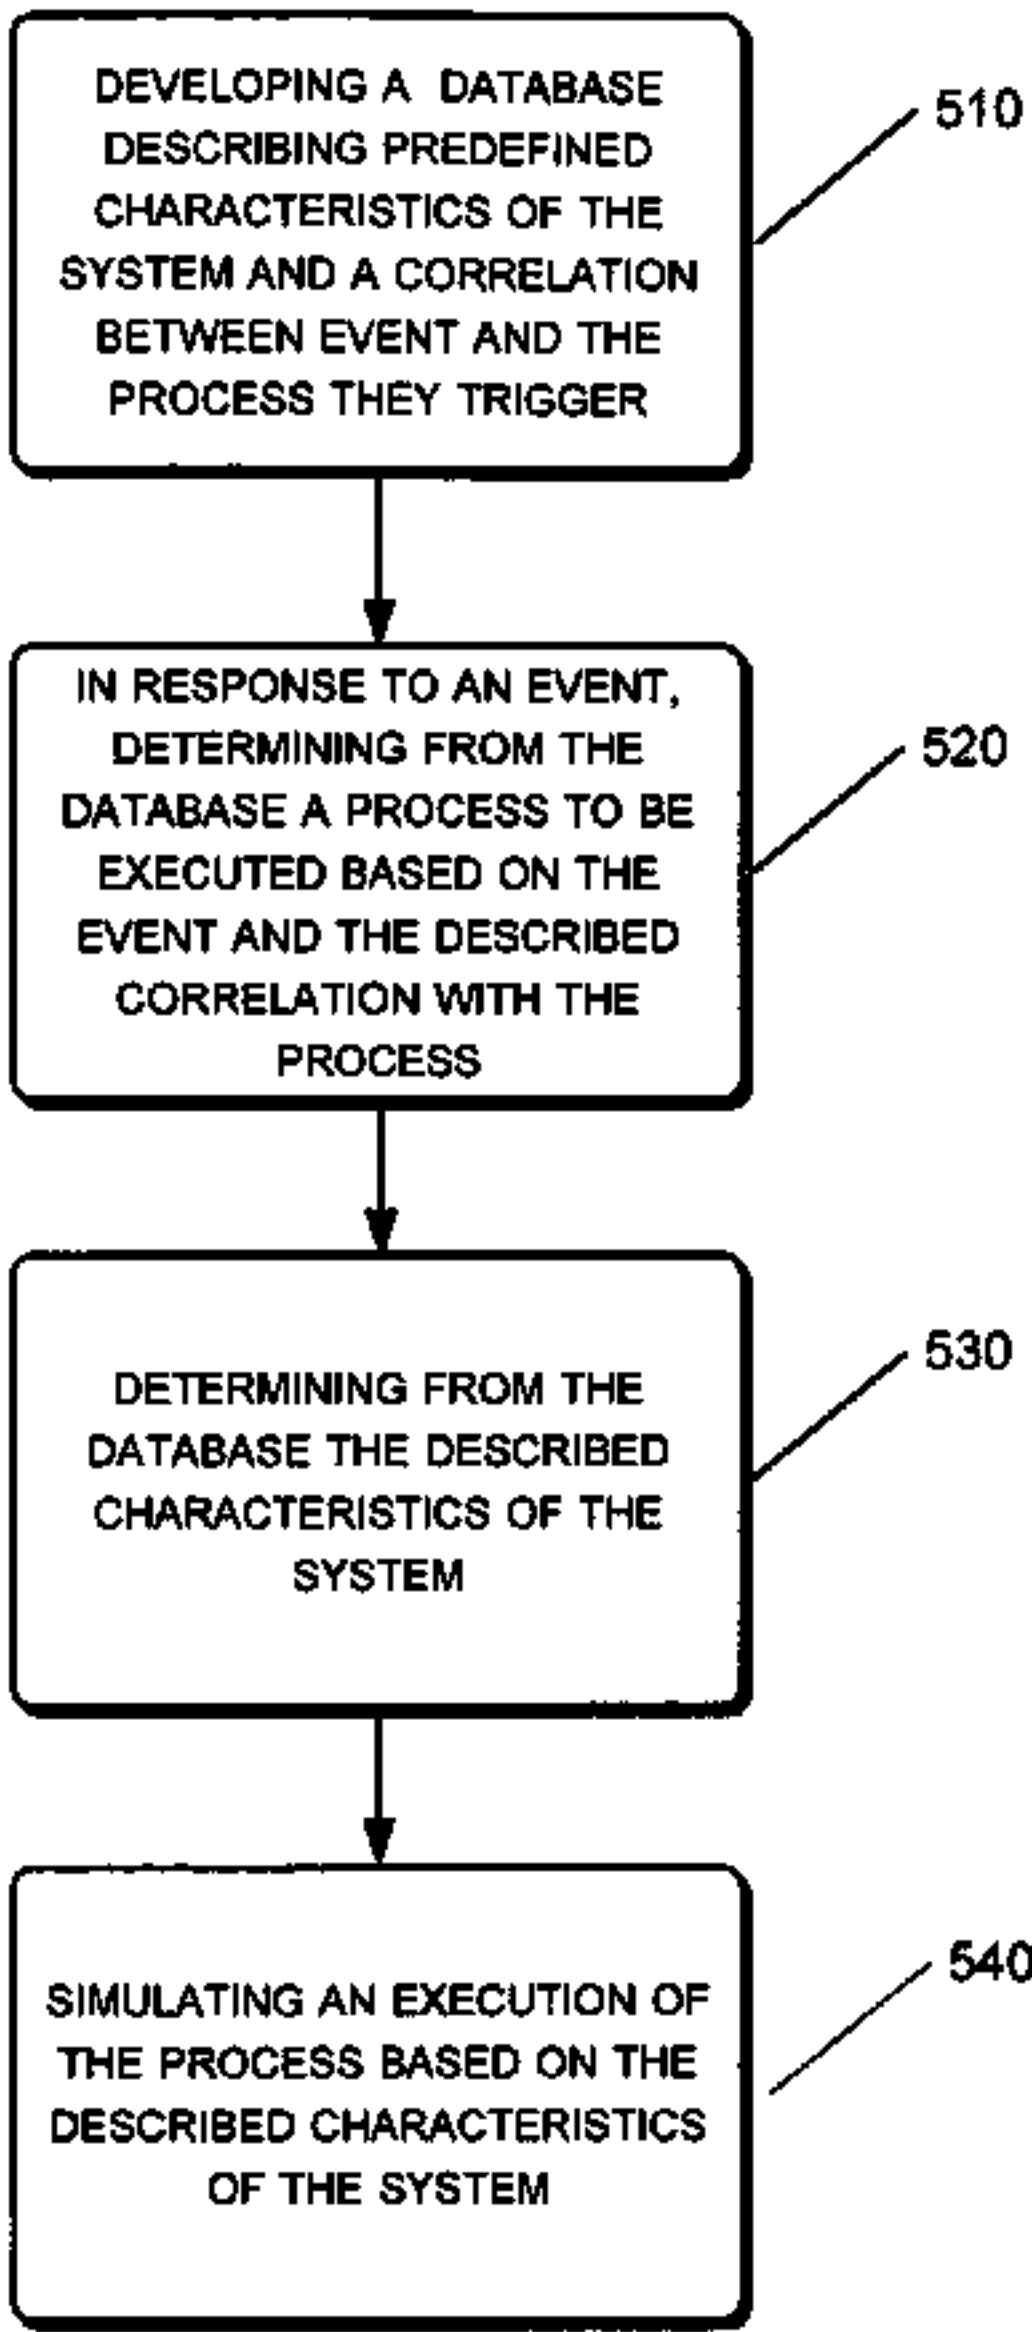 DEVELOPING A DATABASE
DESCRIBING PREDEFINED
CHARACTERISTICS OF THE
SYSTEM AND A CORRELATION
BETWEEN EVENT AND THE
PROCESS THEY TRIGGER
510
IN RESPONSE TO AN EVENT,
DETERMINING FROM THE
DATABASE A PROCESS TO BE
EXECUTED BASED ON THE
EVENT AND THE DESCRIBED
CORRELATION WITH THE
PROCESS
520
DETERMINING FROM THE
DATABASE THE DESCRIBED
CHARACTERISTICS OF THE
SYSTEM
530
SIMULATING AN EXECUTION OF
THE PROCESS BASED ON THE
DESCRIBED CHARACTERISTICS
OF THE SYSTEM
540